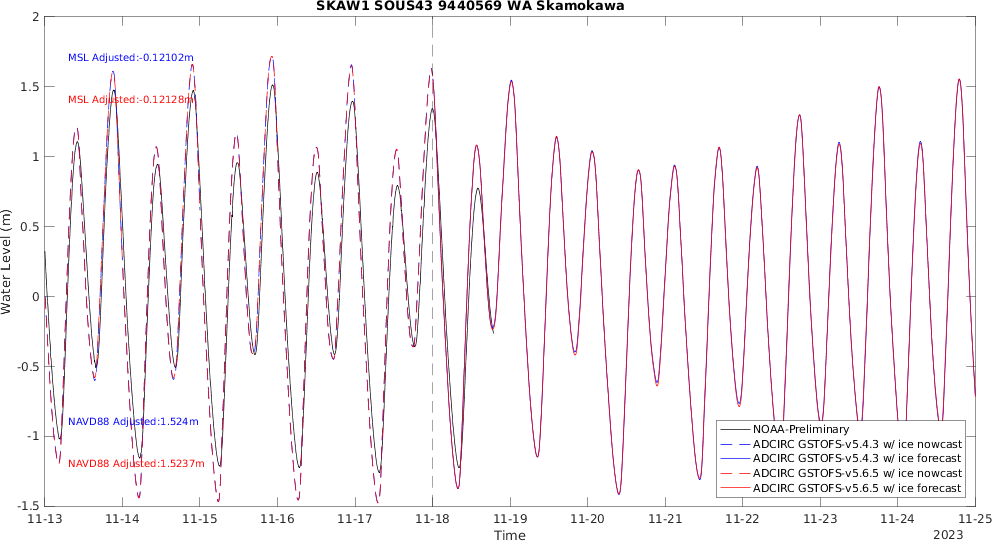 SKAW1 SOUS43 9440569 WA Skamokawa
2
1.5
1
0.5
0
-0.5
-1
-1.5
Water Level (m)
MSL Adjusted:-0.12102m
MSL Adjusted:-0.12128m
NAVD88 Adjusted:1.524m
NAVD88 Adjusted:1.5237m
NOAA-Preliminary
ADCIRC GSTOFS-v5.4.3 w/ ice nowcast
ADCIRC GSTOFS-v5.4.3 w/ ice forecast
ADCIRC GSTOFS-v5.6.5 w/ ice nowcast
ADCIRC GSTOFS-v5.6.5 w/ ice forecast
11-13 11-14 11-15 11-16 11-17 11-18 11-19 11-20 11-21 11-22 11-23 11-24 11-25
Time
2023